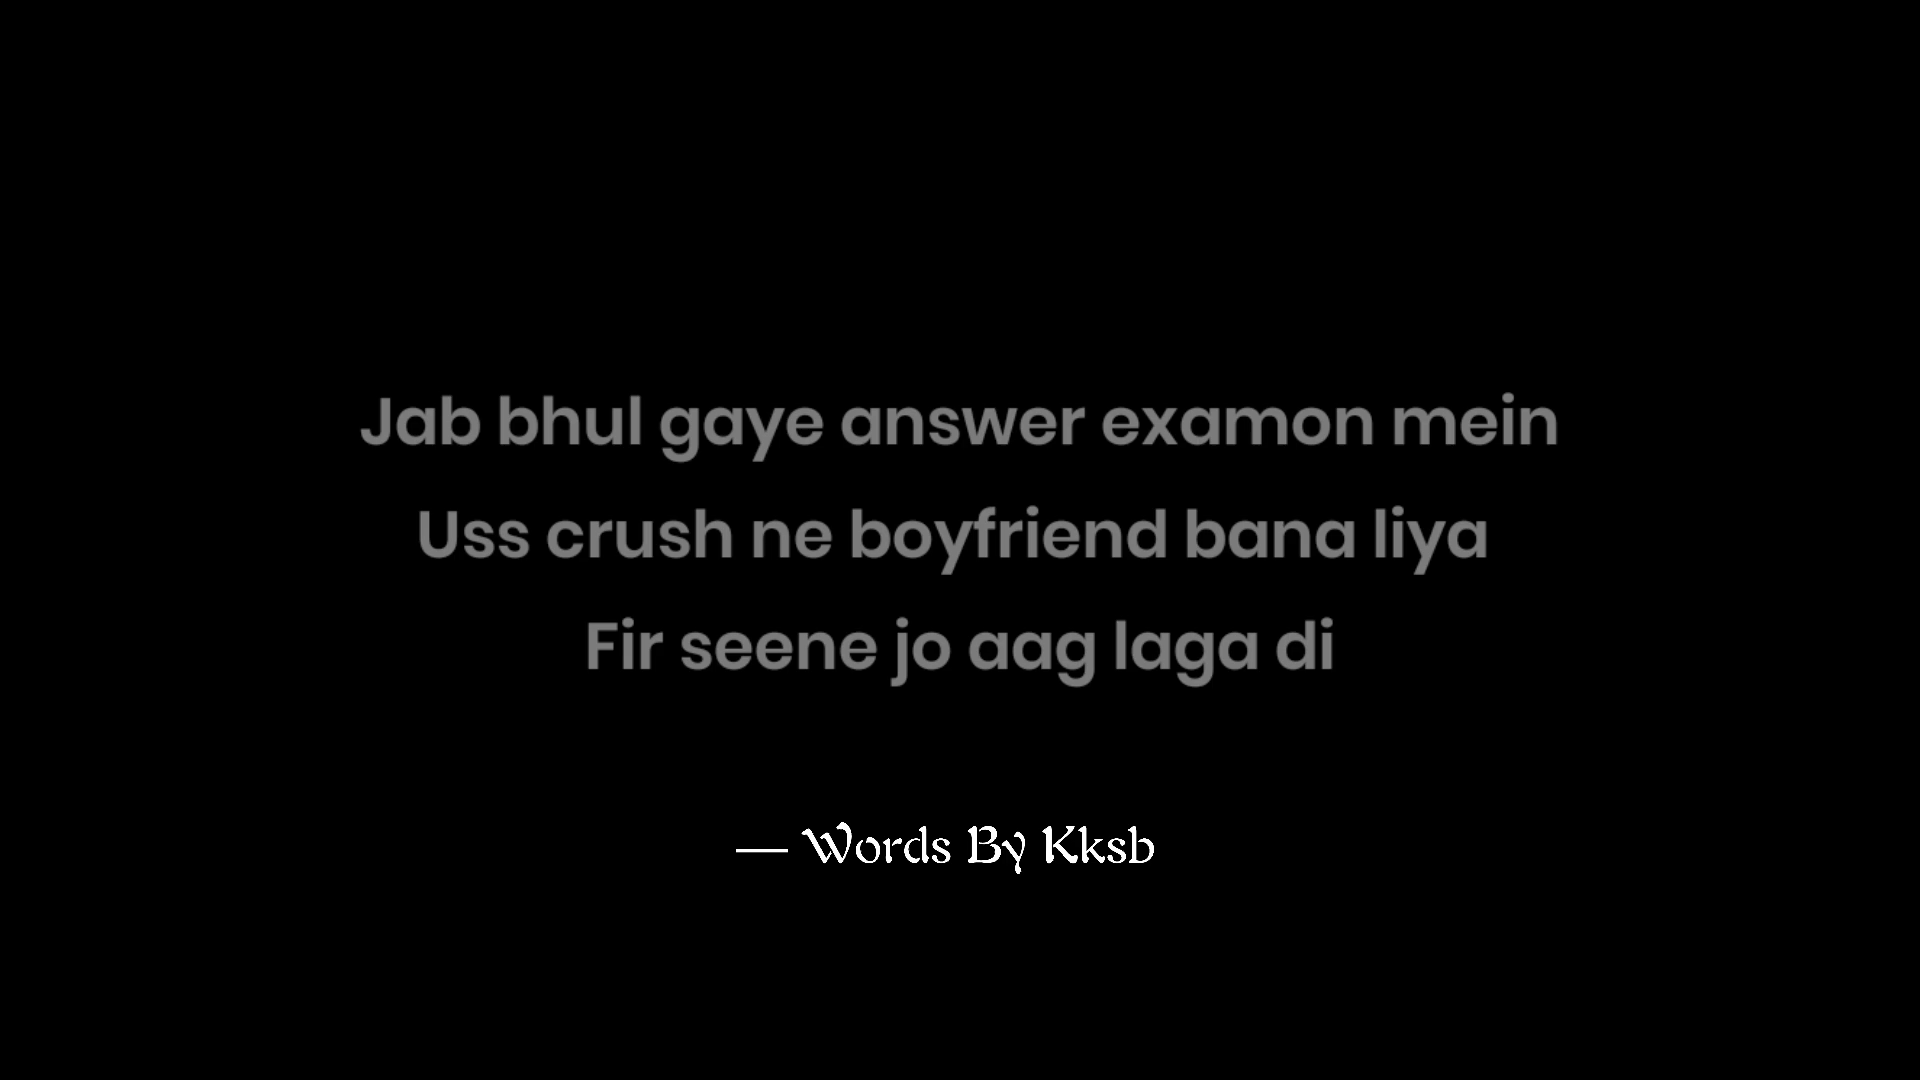 Jab bhul gaye answer examon mein
Uss crush ne boyfriend bana liya
Fir seene jo aag laga di
— Words By Kksb